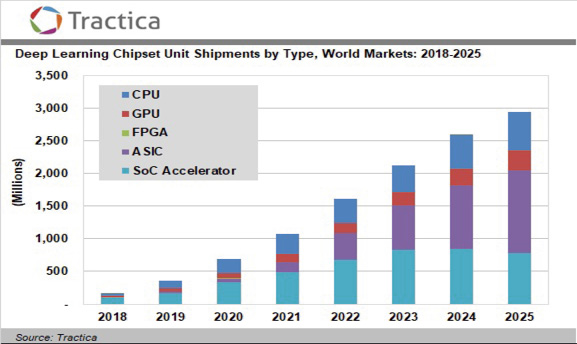 Tractica
Deep Learning Chipset Unit Shipments by Type, World Markets: 2018-2025
3,500
3,000
2,500
2,000
1,500
1,000
500
-
(Millions)
CPU
GPU
FPGA
ASIC
SoC Accelerator
2018 2019 2020 2021 2022 2023 2024 2025
Source: Tractica